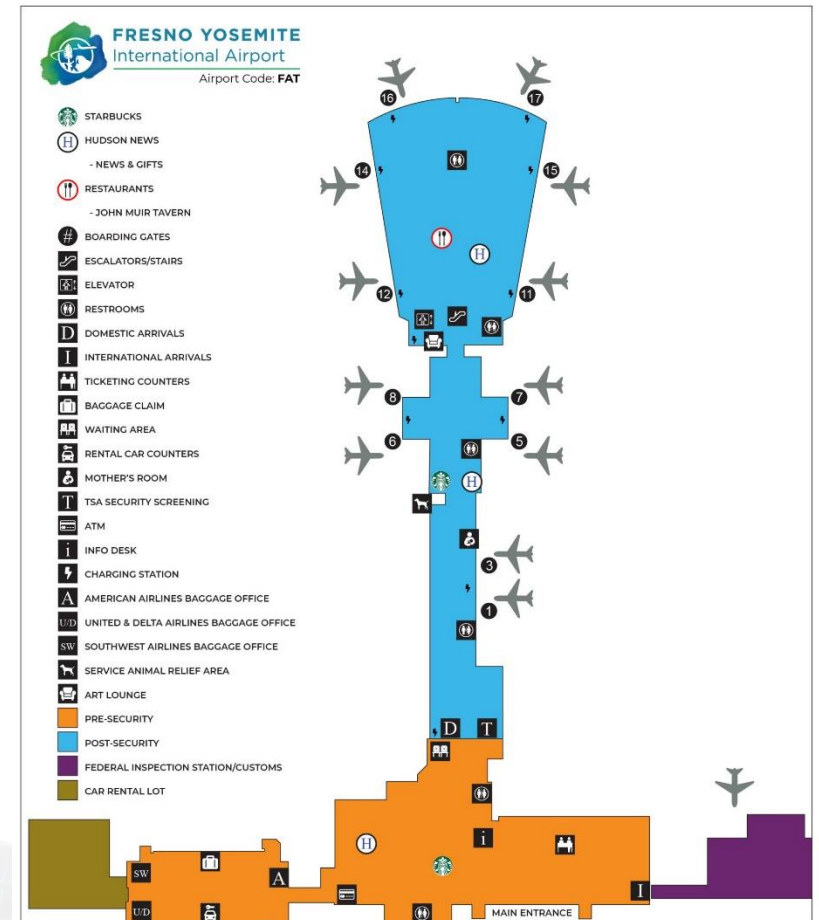 FRESNO YOSEMITE
International Airport
Airport Code: FAT
STARBUCKS
H HUDSON NEWS
- NEWS & GIFTS
RESTAURANTS
- JOHN MUIR TAVERN
# BOARDING GATES
ESCALATORS/STAIRS
ELEVATOR
RESTROOMS
D DOMESTIC ARRIVALS
I INTERNATIONAL ARRIVALS
TICKETING COUNTERS
BAGGAGE CLAIM
WAITING AREA
RENTAL CAR COUNTERS
MOTHER'S ROOM
T TSA SECURITY SCREENING
ATM
i INFO DESK
CHARGING STATION
A AMERICAN AIRLINES BAGGAGE OFFICE
U/D UNITED & DELTA AIRLINES BAGGAGE OFFICE
SW SOUTHWEST AIRLINES BAGGAGE OFFICE
SERVICE ANIMAL RELIEF AREA
ART LOUNGE
PRE-SECURITY
POST-SECURITY
FEDERAL INSPECTION STATION/CUSTOMS
CAR RENTAL LOT
16 17
14 15
H
12 11
8 7
6 5
H
3
1
D T
H i
SW A I
U/D MAIN ENTRANCE